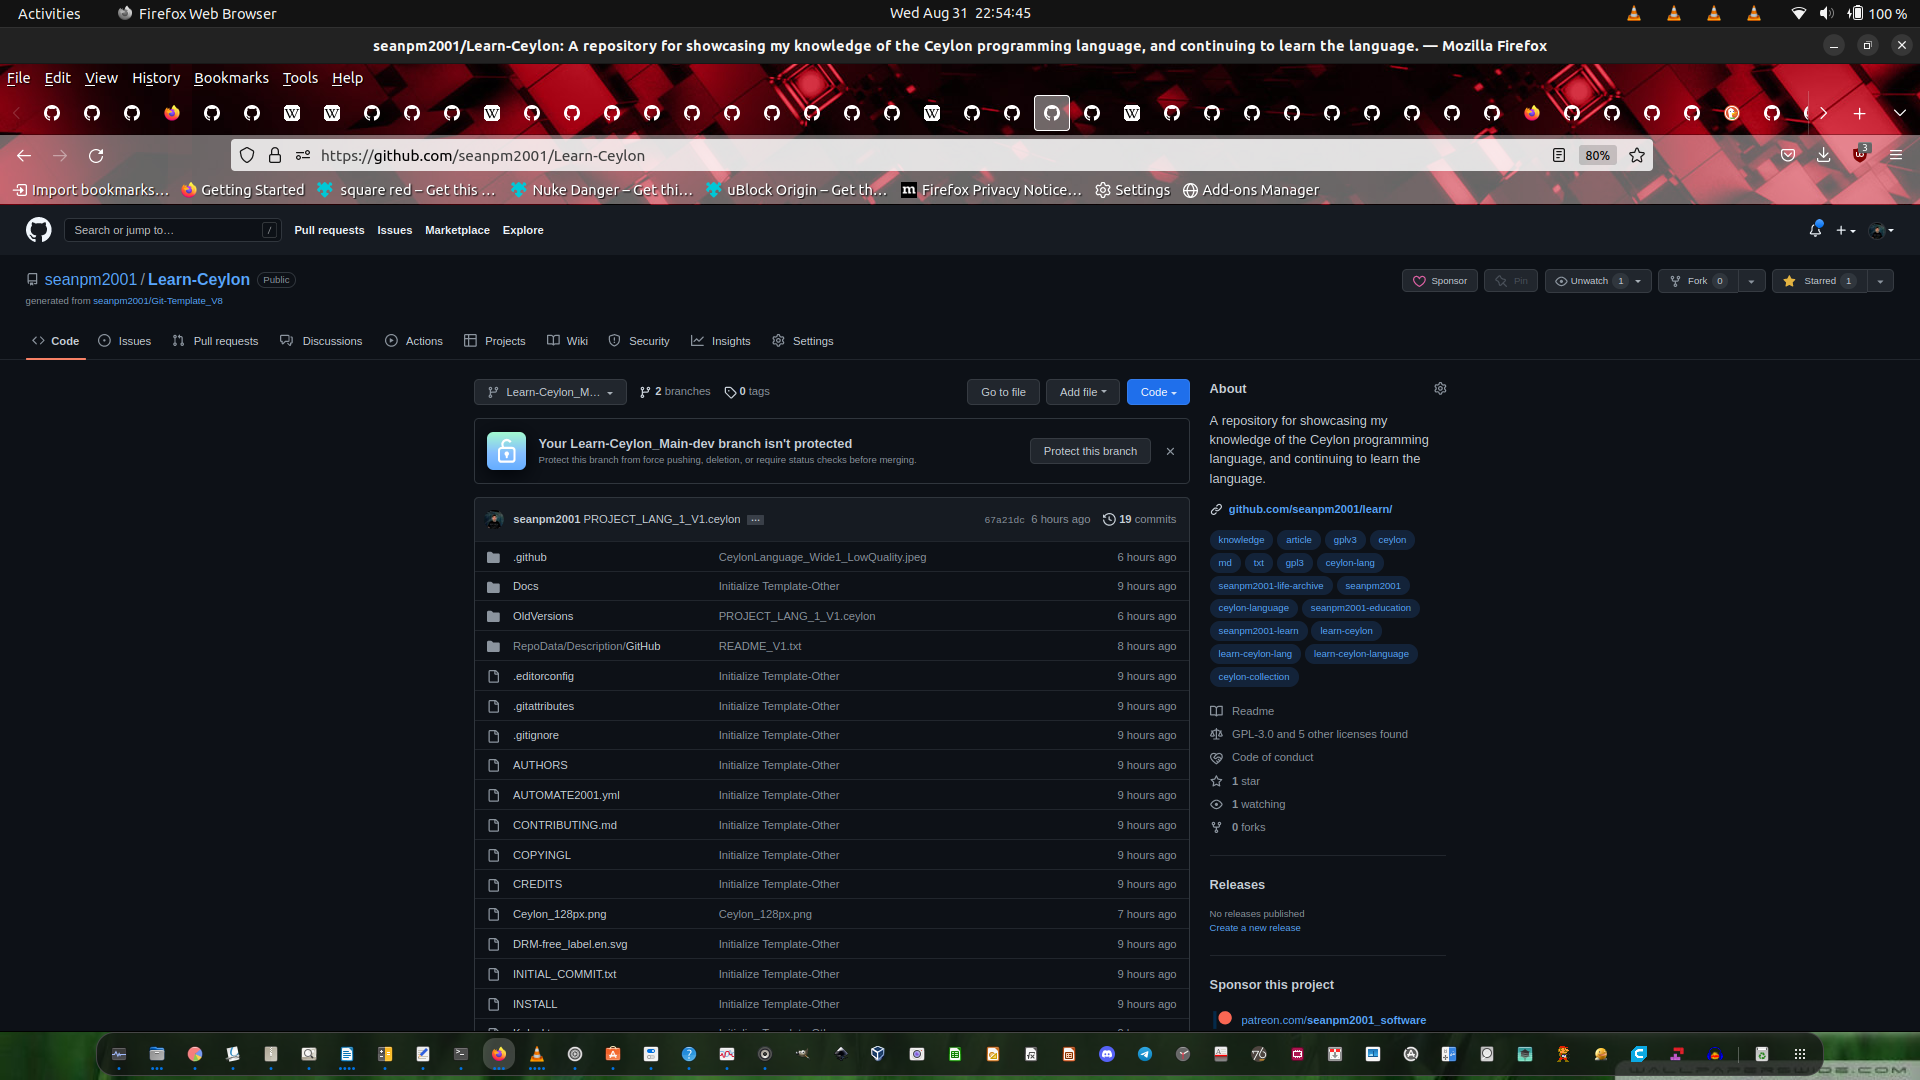 Activities Firefox Web Browser Wed Aug 31 22:54:45 100 %
seanpm2001/Learn-Ceylon: A repository for showcasing my knowledge of the Ceylon programming language, and continuing to learn the language. — Mozilla Firefox
File Edit View History Bookmarks Tools Help
https://github.com/seanpm2001/Learn-Ceylon 80% 3
Import bookmarks… Getting Started square red – Get this … Nuke Danger – Get thi… uBlock Origin – Get th… Firefox Privacy Notice… Settings Add-ons Manager
Search or jump to… / Pull requests Issues Marketplace Explore
seanpm2001 / Learn-Ceylon Public Sponsor Pin Unwatch 1 Fork 0 Starred 1
generated from seanpm2001/Git-Template_V8
Code Issues Pull requests Discussions Actions Projects Wiki Security Insights Settings
Learn-Ceylon_M… 2 branches 0 tags Go to file Add file Code
Your Learn-Ceylon_Main-dev branch isn't protected
Protect this branch from force pushing, deletion, or require status checks before merging.
Protect this branch
seanpm2001 PROJECT_LANG_1_V1.ceylon … 67a21dc 6 hours ago 19 commits
.github CeylonLanguage_Wide1_LowQuality.jpeg 6 hours ago
Docs Initialize Template-Other 9 hours ago
OldVersions PROJECT_LANG_1_V1.ceylon 6 hours ago
RepoData/Description/GitHub README_V1.txt 8 hours ago
.editorconfig Initialize Template-Other 9 hours ago
.gitattributes Initialize Template-Other 9 hours ago
.gitignore Initialize Template-Other 9 hours ago
AUTHORS Initialize Template-Other 9 hours ago
AUTOMATE2001.yml Initialize Template-Other 9 hours ago
CONTRIBUTING.md Initialize Template-Other 9 hours ago
COPYINGL Initialize Template-Other 9 hours ago
CREDITS Initialize Template-Other 9 hours ago
Ceylon_128px.png Ceylon_128px.png 7 hours ago
DRM-free_label.en.svg Initialize Template-Other 9 hours ago
INITIAL_COMMIT.txt Initialize Template-Other 9 hours ago
INSTALL Initialize Template-Other 9 hours ago
About
A repository for showcasing my
knowledge of the Ceylon programming
language, and continuing to learn the
language.
github.com/seanpm2001/learn/
knowledge article gplv3 ceylon
md txt gpl3 ceylon-lang
seanpm2001-life-archive seanpm2001
ceylon-language seanpm2001-education
seanpm2001-learn learn-ceylon
learn-ceylon-lang learn-ceylon-language
ceylon-collection
Readme
GPL-3.0 and 5 other licenses found
Code of conduct
1 star
1 watching
0 forks
Releases
No releases published
Create a new release
Sponsor this project
patreon.com/seanpm2001_software
WALLPAPERSWIDE.COM